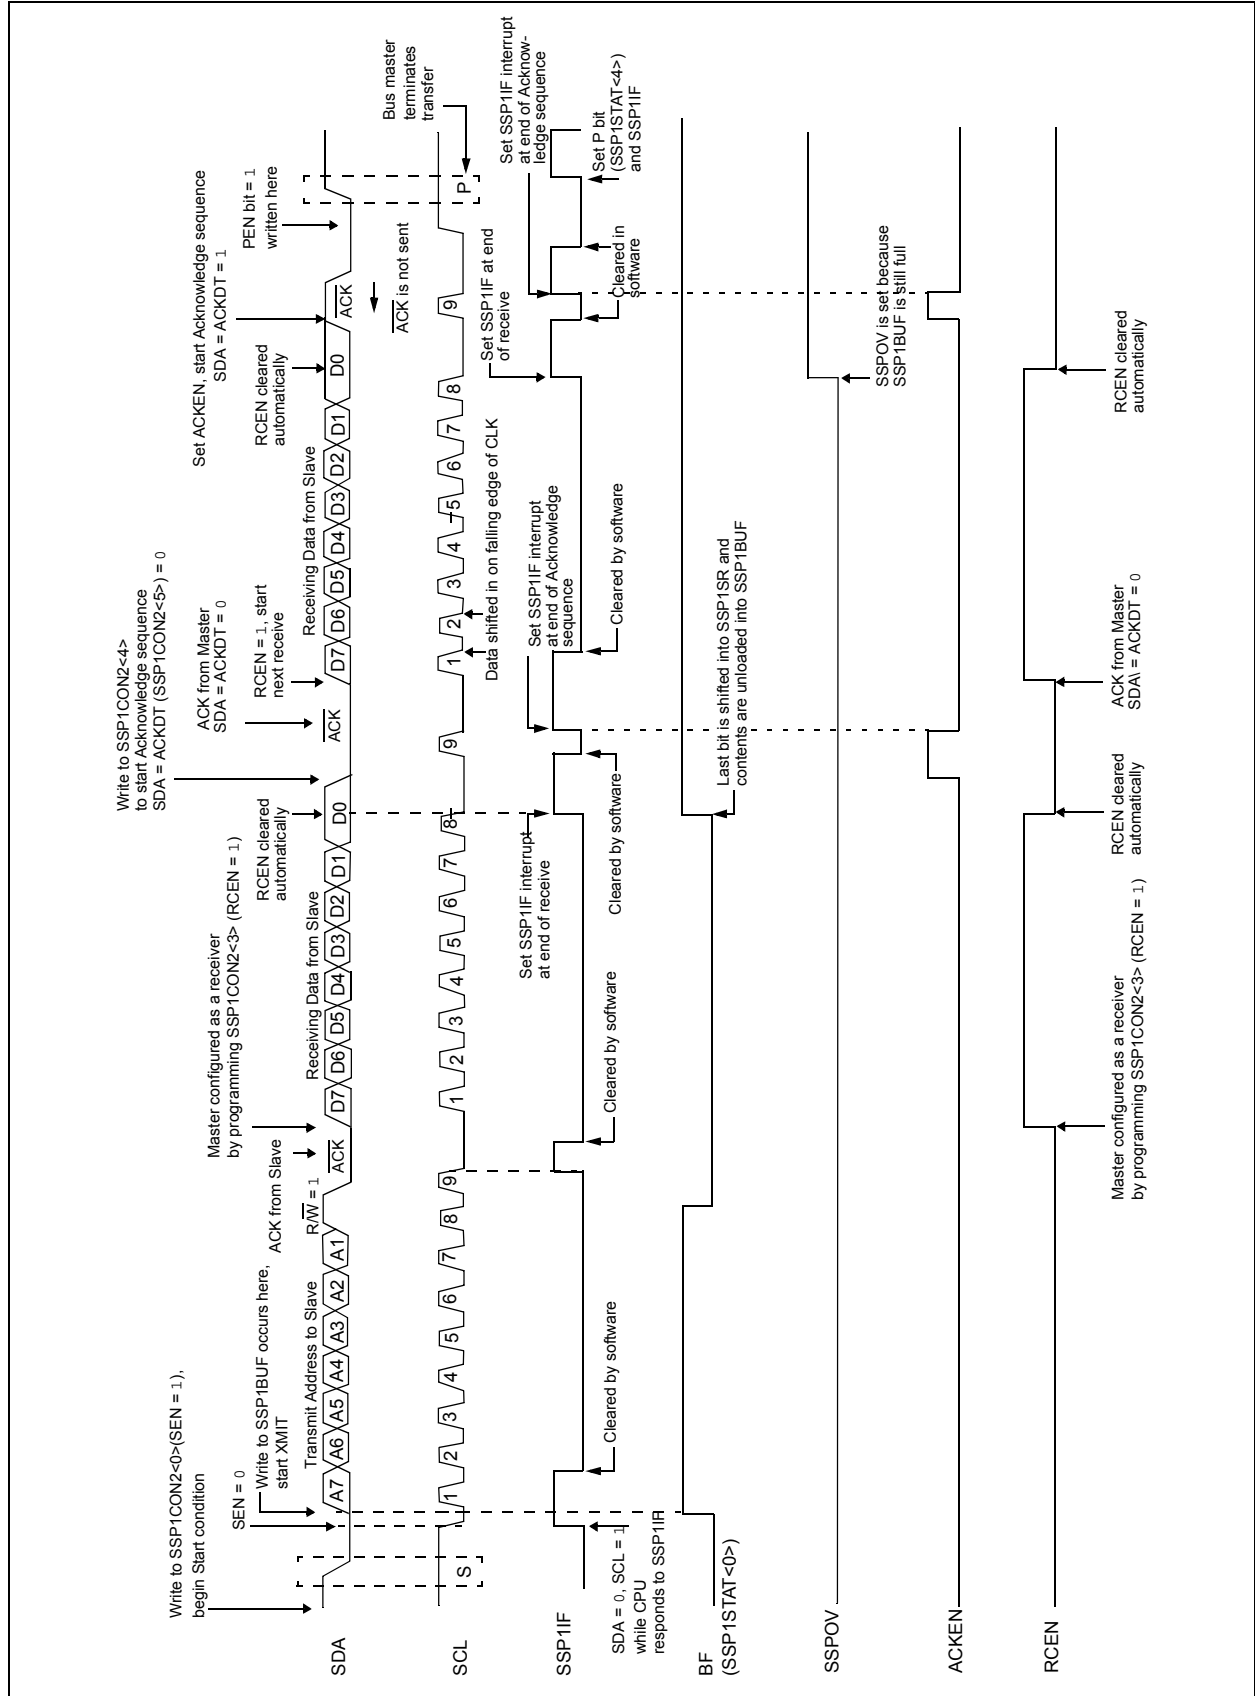 Write to SSP1CON2<0>(SEN = 1),
begin Start condition
SEN = 0
Write to SSP1BUF occurs here,
start XMIT
ACK from Slave
Master configured as a receiver
by programming SSP1CON2<3> (RCEN = 1)
RCEN cleared
automatically
Write to SSP1CON2<4>
to start Acknowledge sequence
SDA = ACKDT (SSP1CON2<5>) = 0
ACK from Master
SDA = ACKDT = 0
RCEN = 1, start
next receive
RCEN cleared
automatically
Set ACKEN, start Acknowledge sequence
SDA = ACKDT = 1
PEN bit = 1
written here
Transmit Address to Slave
R/W = 1
Receiving Data from Slave
Receiving Data from Slave
SDA
A7 A6 A5 A4 A3 A2 A1 ACK D7 D6 D5 D4 D3 D2 D1 D0 ACK D7 D6 D5 D4 D3 D2 D1 D0 ACK
ACK is not sent
Bus master
terminates
transfer
SCL
S 1 2 3 4 5 6 7 8 9 1 2 3 4 5 6 7 8 9 1 2 3 4 5 6 7 8 9 P
Data shifted in on falling edge of CLK
Set SSP1IF interrupt
at end of receive
Set SSP1IF interrupt
at end of Acknowledge
sequence
Set SSP1IF at end
of receive
Set SSP1IF interrupt
at end of Acknow-
ledge sequence
SSP1IF
SDA = 0, SCL = 1
while CPU
responds to SSP1IF
Cleared by software
Cleared by software
Cleared by software
Cleared by software
Cleared in
software
Set P bit
(SSP1STAT<4>)
and SSP1IF
BF
(SSP1STAT<0>)
Last bit is shifted into SSP1SR and
contents are unloaded into SSP1BUF
SSPOV
SSPOV is set because
SSP1BUF is still full
ACKEN
RCEN
Master configured as a receiver
by programming SSP1CON2<3> (RCEN = 1)
RCEN cleared
automatically
ACK from Master
SDA\ = ACKDT = 0
RCEN cleared
automatically